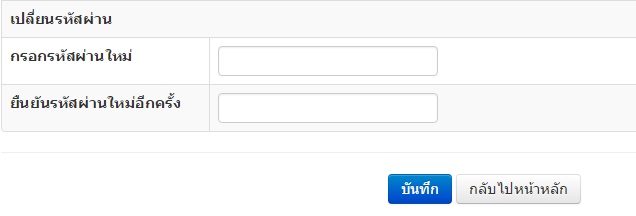 เปลี่ยนรหัสผ่าน
กรอกรหัสผ่านใหม่
ยืนยันรหัสผ่านใหม่อีกครั้ง
บันทึก กลับไปหน้าหลัก